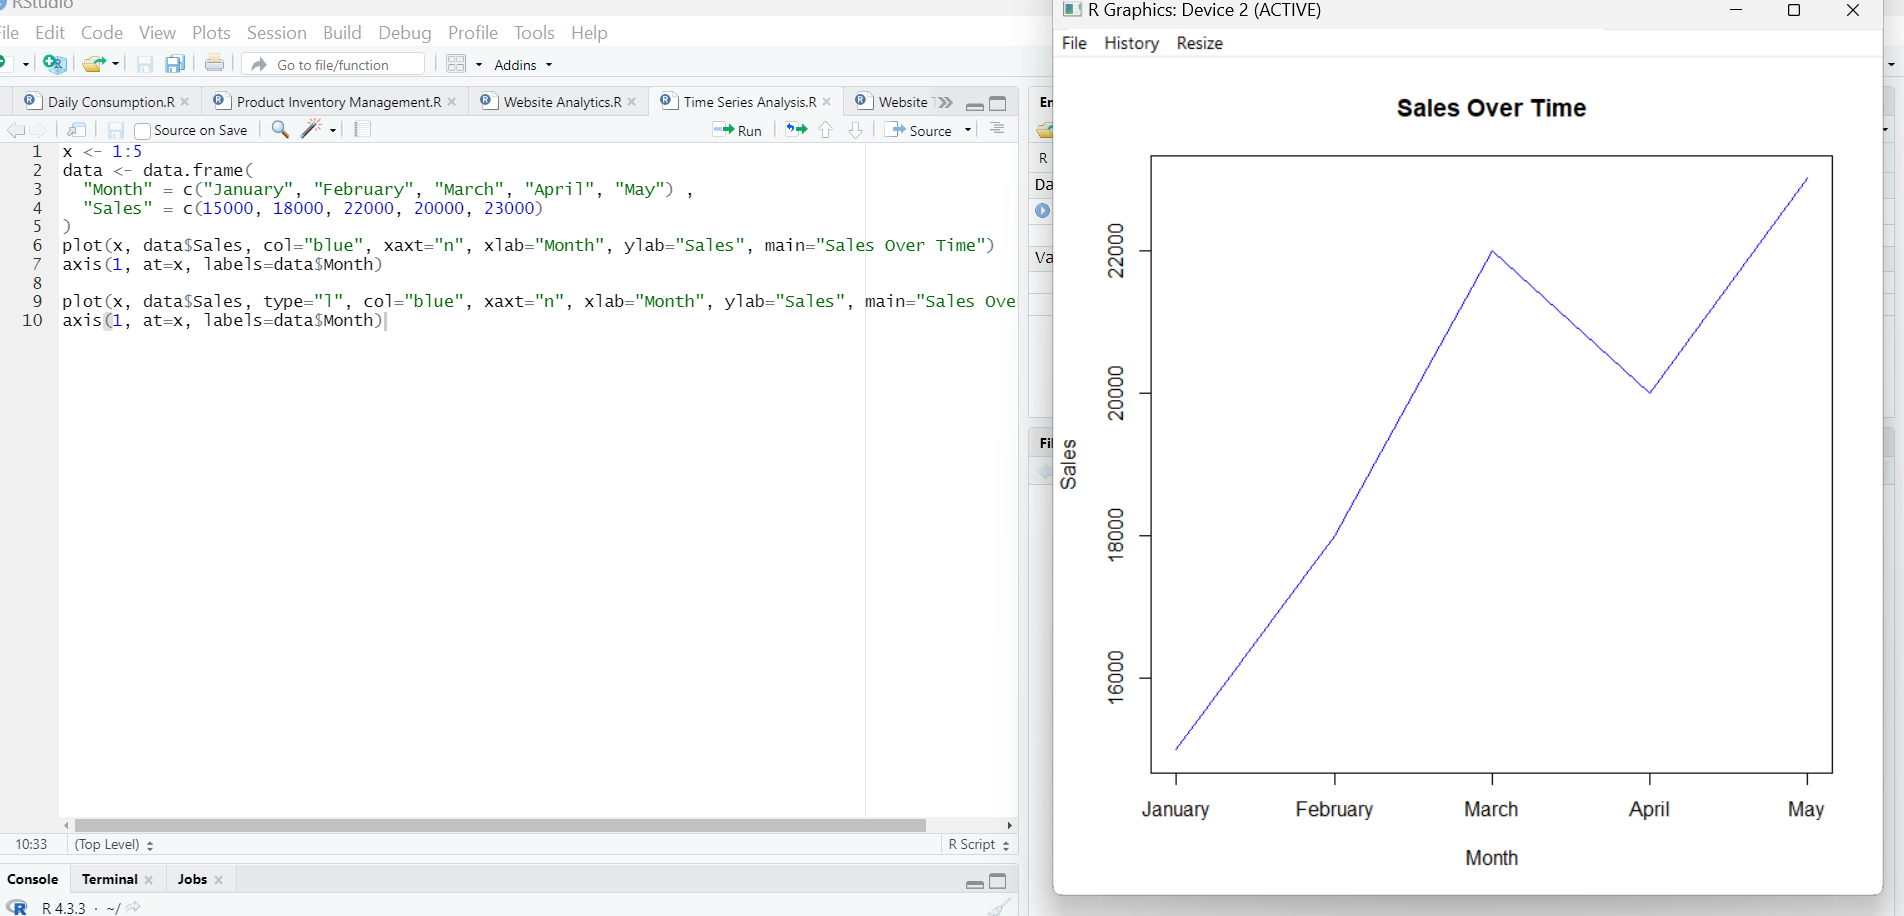 RStudio
File Edit Code View Plots Session Build Debug Profile Tools Help
Go to file/function
Addins
Daily Consumption.R
Product Inventory Management.R
Website Analytics.R
Time Series Analysis.R
Website
Source on Save
Run
Source
1 x <- 1:5
2 data <- data.frame(
3 "Month" = c("January", "February", "March", "April", "May") ,
4 "Sales" = c(15000, 18000, 22000, 20000, 23000)
5 )
6 plot(x, data$Sales, col="blue", xaxt="n", xlab="Month", ylab="Sales", main="Sales Over Time")
7 axis(1, at=x, labels=data$Month)
8
9 plot(x, data$Sales, type="l", col="blue", xaxt="n", xlab="Month", ylab="Sales", main="Sales Ove
10 axis(1, at=x, labels=data$Month)
10:33
(Top Level)
R Script
Console
Terminal
Jobs
R 4.3.3 · ~/
En
R
Da
Va
Fil
R Graphics: Device 2 (ACTIVE)
File History Resize
Sales Over Time
22000
20000
18000
16000
Sales
January
February
March
April
May
Month